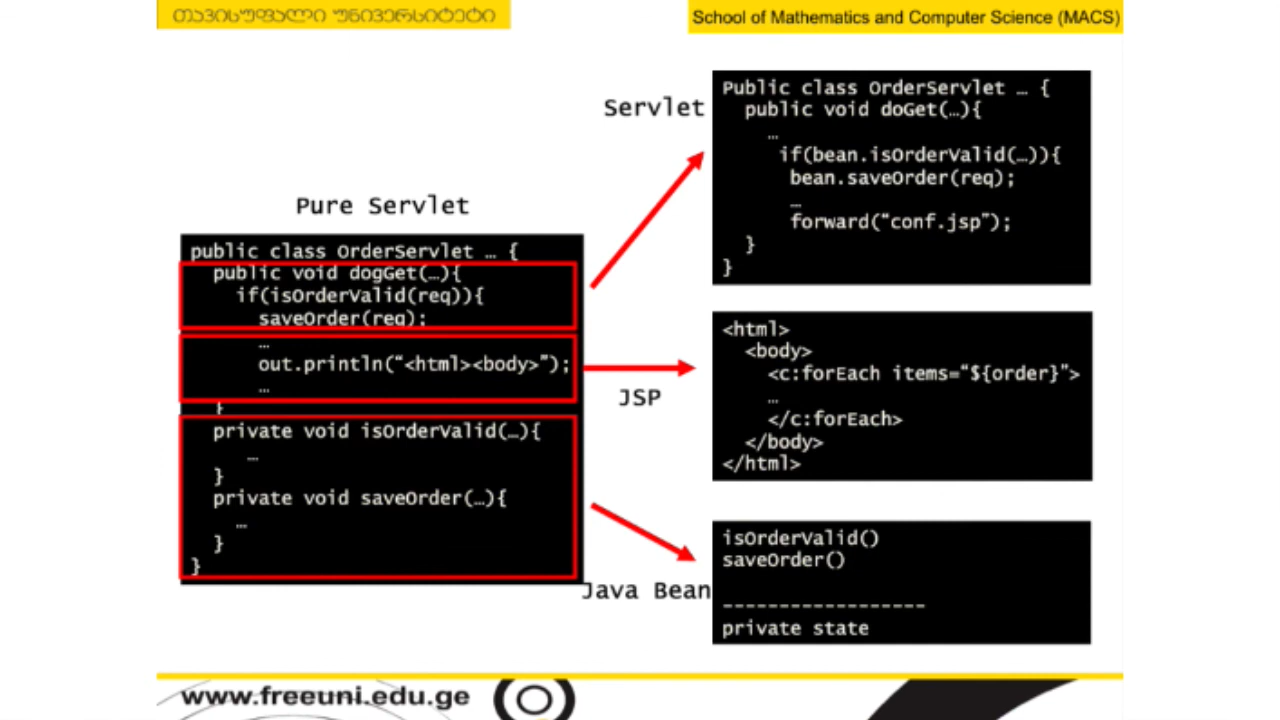 თავისუფალი უნივერსიტეტი
School of Mathematics and Computer Science (MACS)
Pure Servlet
public class OrderServlet … {
public void dogGet(…){
if(isOrderValid(req)){
saveOrder(req);
…
out.println(“<html><body>”);
…
}
private void isOrderValid(…){
…
}
private void saveOrder(…){
…
}
}
Servlet
Public class OrderServlet … {
public void doGet(…){
…
if(bean.isOrderValid(…)){
bean.saveOrder(req);
…
forward(“conf.jsp”);
}
}
JSP
<html>
<body>
<c:forEach items=“${order}”>
…
</c:forEach>
</body>
</html>
Java Bean
isOrderValid()
saveOrder()
------------------
private state
www.freeuni.edu.ge